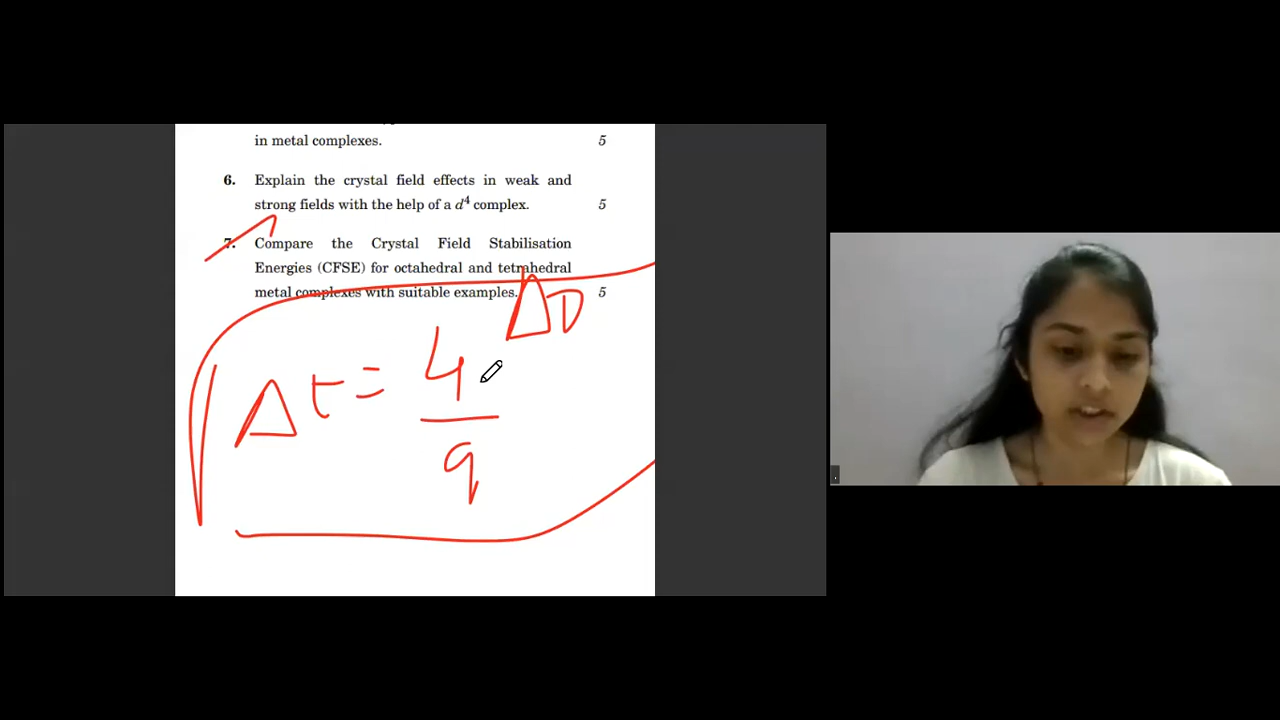 in metal complexes. 5
6. Explain the crystal field effects in weak and
strong fields with the help of a d⁴ complex. 5
7. Compare the Crystal Field Stabilisation
Energies (CFSE) for octahedral and tetrahedral
metal complexes with suitable examples. 5
Δt = 4/9 ΔO